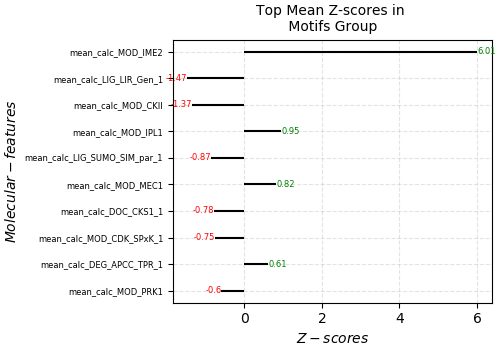 Top Mean Z-scores in
Motifs Group
mean_calc_MOD_IME2
6.01
mean_calc_LIG_LIR_Gen_1
-1.47
mean_calc_MOD_CKII
-1.37
mean_calc_MOD_IPL1
0.95
mean_calc_LIG_SUMO_SIM_par_1
-0.87
mean_calc_MOD_MEC1
0.82
mean_calc_DOC_CKS1_1
-0.78
mean_calc_MOD_CDK_SPxK_1
-0.75
mean_calc_DEG_APCC_TPR_1
0.61
mean_calc_MOD_PRK1
-0.6
Molecular-features
0 2 4 6
Z-scores